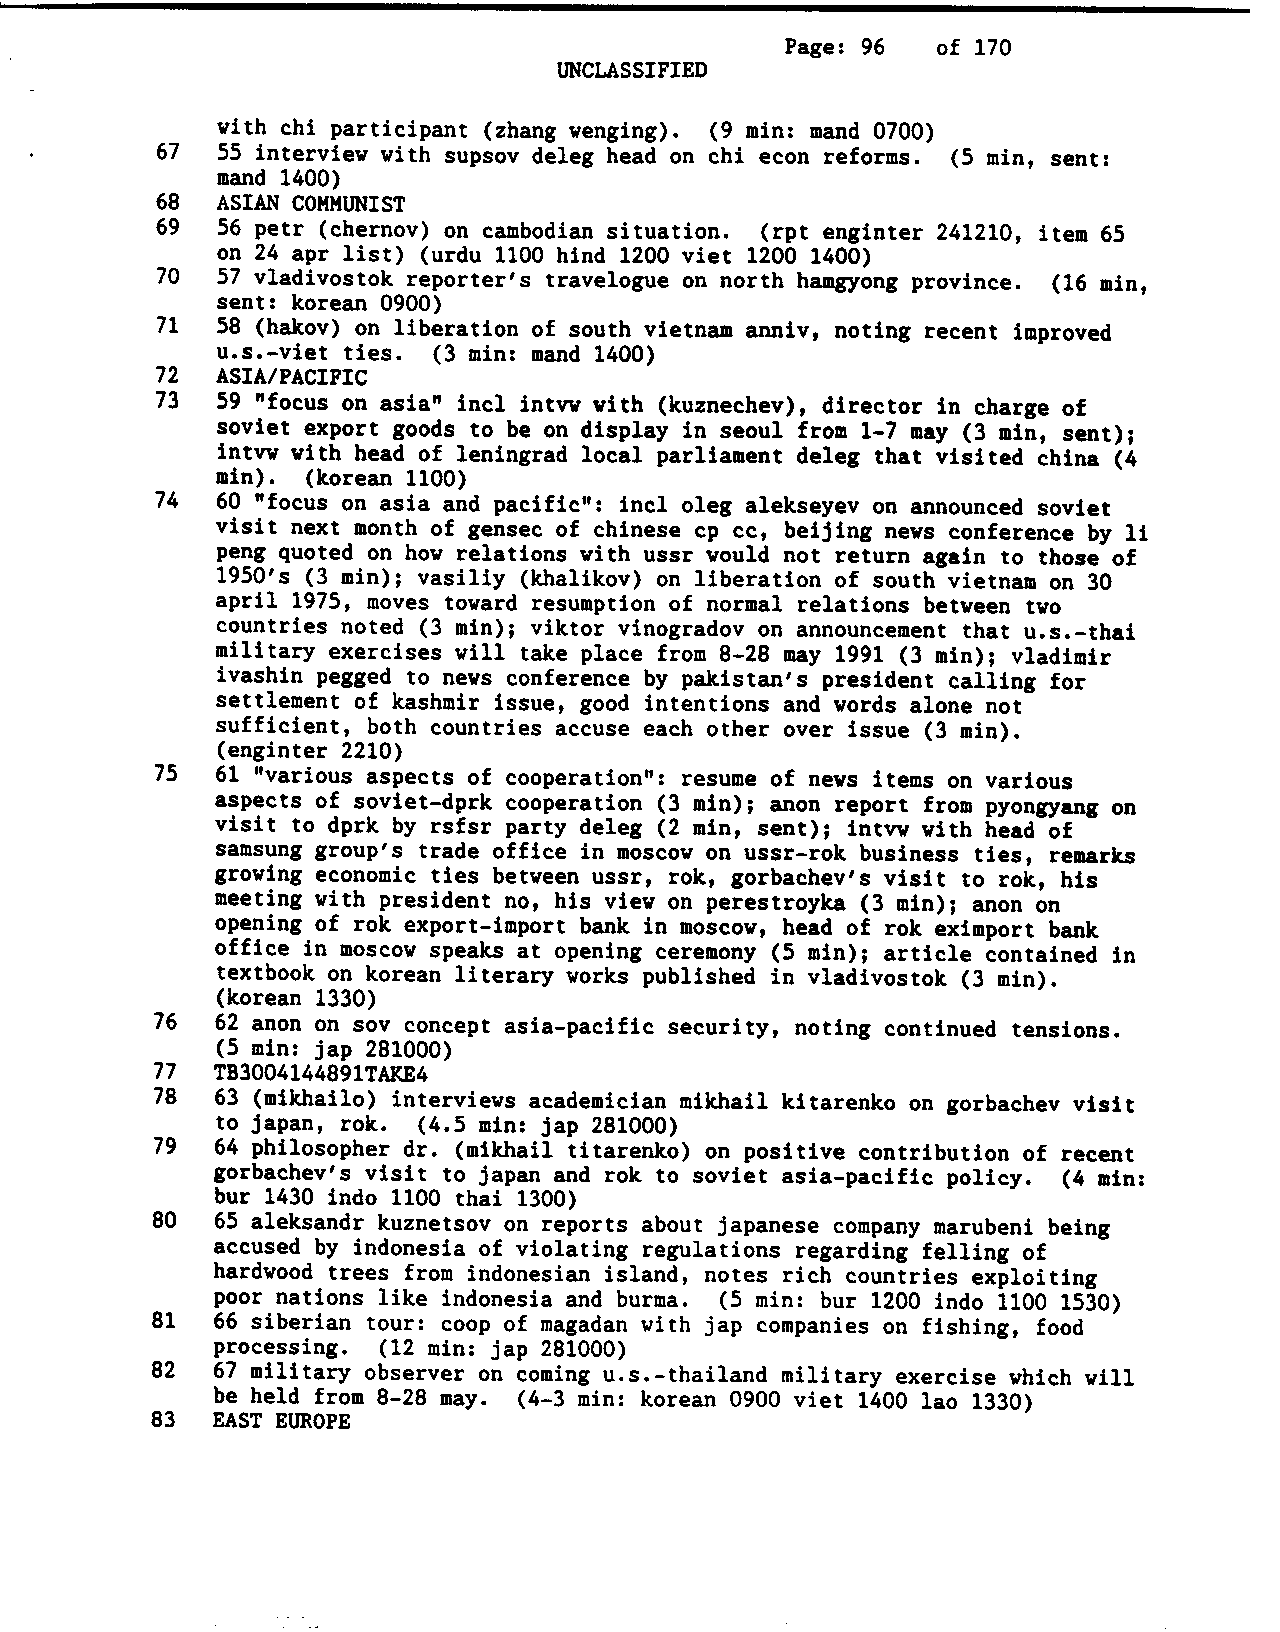 Page: 96 of 170
UNCLASSIFIED
with chi participant (zhang wenging). (9 min: mand 0700)
67 55 interview with supsov deleg head on chi econ reforms. (5 min, sent:
mand 1400)
68 ASIAN COMMUNIST
69 56 petr (chernov) on cambodian situation. (rpt enginter 241210, item 65
on 24 apr list) (urdu 1100 hind 1200 viet 1200 1400)
70 57 vladivostok reporter's travelogue on north hamgyong province. (16 min,
sent: korean 0900)
71 58 (hakov) on liberation of south vietnam anniv, noting recent improved
u.s.-viet ties. (3 min: mand 1400)
72 ASIA/PACIFIC
73 59 "focus on asia" incl intvw with (kuznechev), director in charge of
soviet export goods to be on display in seoul from 1-7 may (3 min, sent);
intvw with head of leningrad local parliament deleg that visited china (4
min). (korean 1100)
74 60 "focus on asia and pacific": incl oleg alekseyev on announced soviet
visit next month of gensec of chinese cp cc, beijing news conference by li
peng quoted on how relations with ussr would not return again to those of
1950's (3 min); vasiliy (khalikov) on liberation of south vietnam on 30
april 1975, moves toward resumption of normal relations between two
countries noted (3 min); viktor vinogradov on announcement that u.s.-thai
military exercises will take place from 8-28 may 1991 (3 min); vladimir
ivashin pegged to news conference by pakistan's president calling for
settlement of kashmir issue, good intentions and words alone not
sufficient, both countries accuse each other over issue (3 min).
(enginter 2210)
75 61 "various aspects of cooperation": resume of news items on various
aspects of soviet-dprk cooperation (3 min); anon report from pyongyang on
visit to dprk by rsfsr party deleg (2 min, sent); intvw with head of
samsung group's trade office in moscow on ussr-rok business ties, remarks
growing economic ties between ussr, rok, gorbachev's visit to rok, his
meeting with president no, his view on perestroyka (3 min); anon on
opening of rok export-import bank in moscow, head of rok eximport bank
office in moscow speaks at opening ceremony (5 min); article contained in
textbook on korean literary works published in vladivostok (3 min).
(korean 1330)
76 62 anon on sov concept asia-pacific security, noting continued tensions.
(5 min: jap 281000)
77 TB3004144891TAKE4
78 63 (mikhailo) interviews academician mikhail kitarenko on gorbachev visit
to japan, rok. (4.5 min: jap 281000)
79 64 philosopher dr. (mikhail titarenko) on positive contribution of recent
gorbachev's visit to japan and rok to soviet asia-pacific policy. (4 min:
bur 1430 indo 1100 thai 1300)
80 65 aleksandr kuznetsov on reports about japanese company marubeni being
accused by indonesia of violating regulations regarding felling of
hardwood trees from indonesian island, notes rich countries exploiting
poor nations like indonesia and burma. (5 min: bur 1200 indo 1100 1530)
81 66 siberian tour: coop of magadan with jap companies on fishing, food
processing. (12 min: jap 281000)
82 67 military observer on coming u.s.-thailand military exercise which will
be held from 8-28 may. (4-3 min: korean 0900 viet 1400 lao 1330)
83 EAST EUROPE